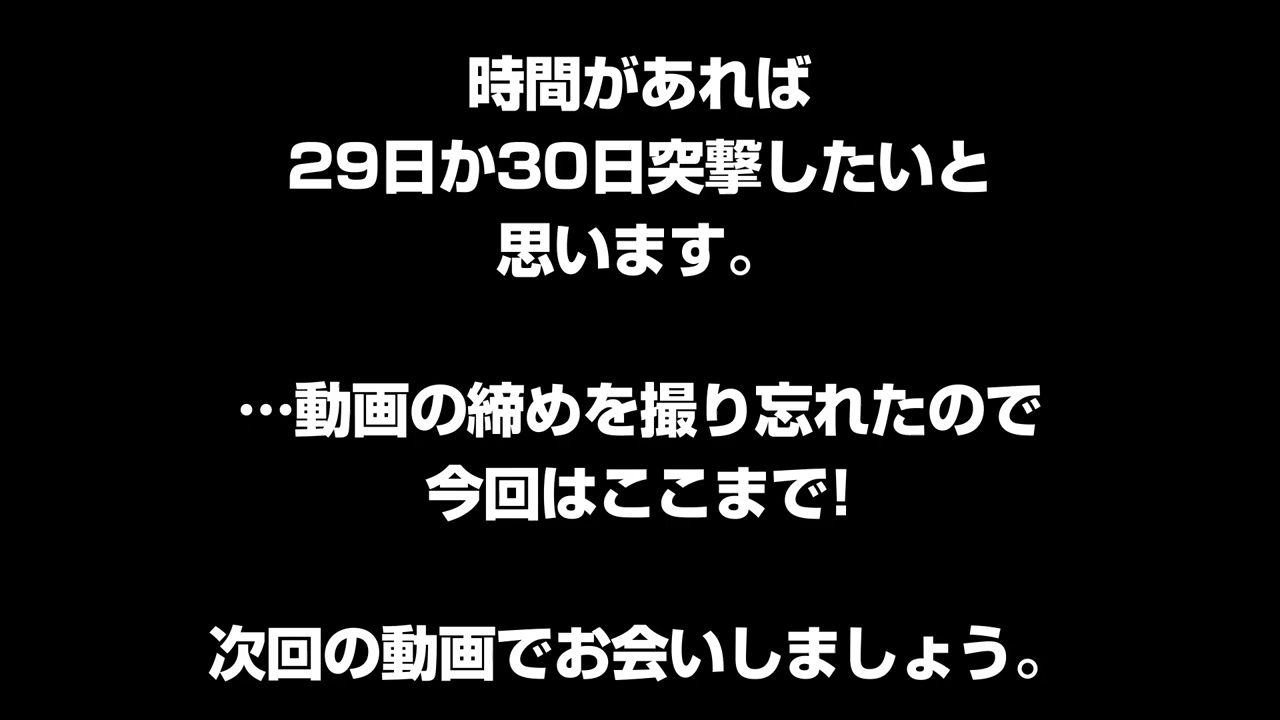 時間があれば
29日か30日突撃したいと
思います。
…動画の締めを撮り忘れたので
今回はここまで!
次回の動画でお会いしましょう。